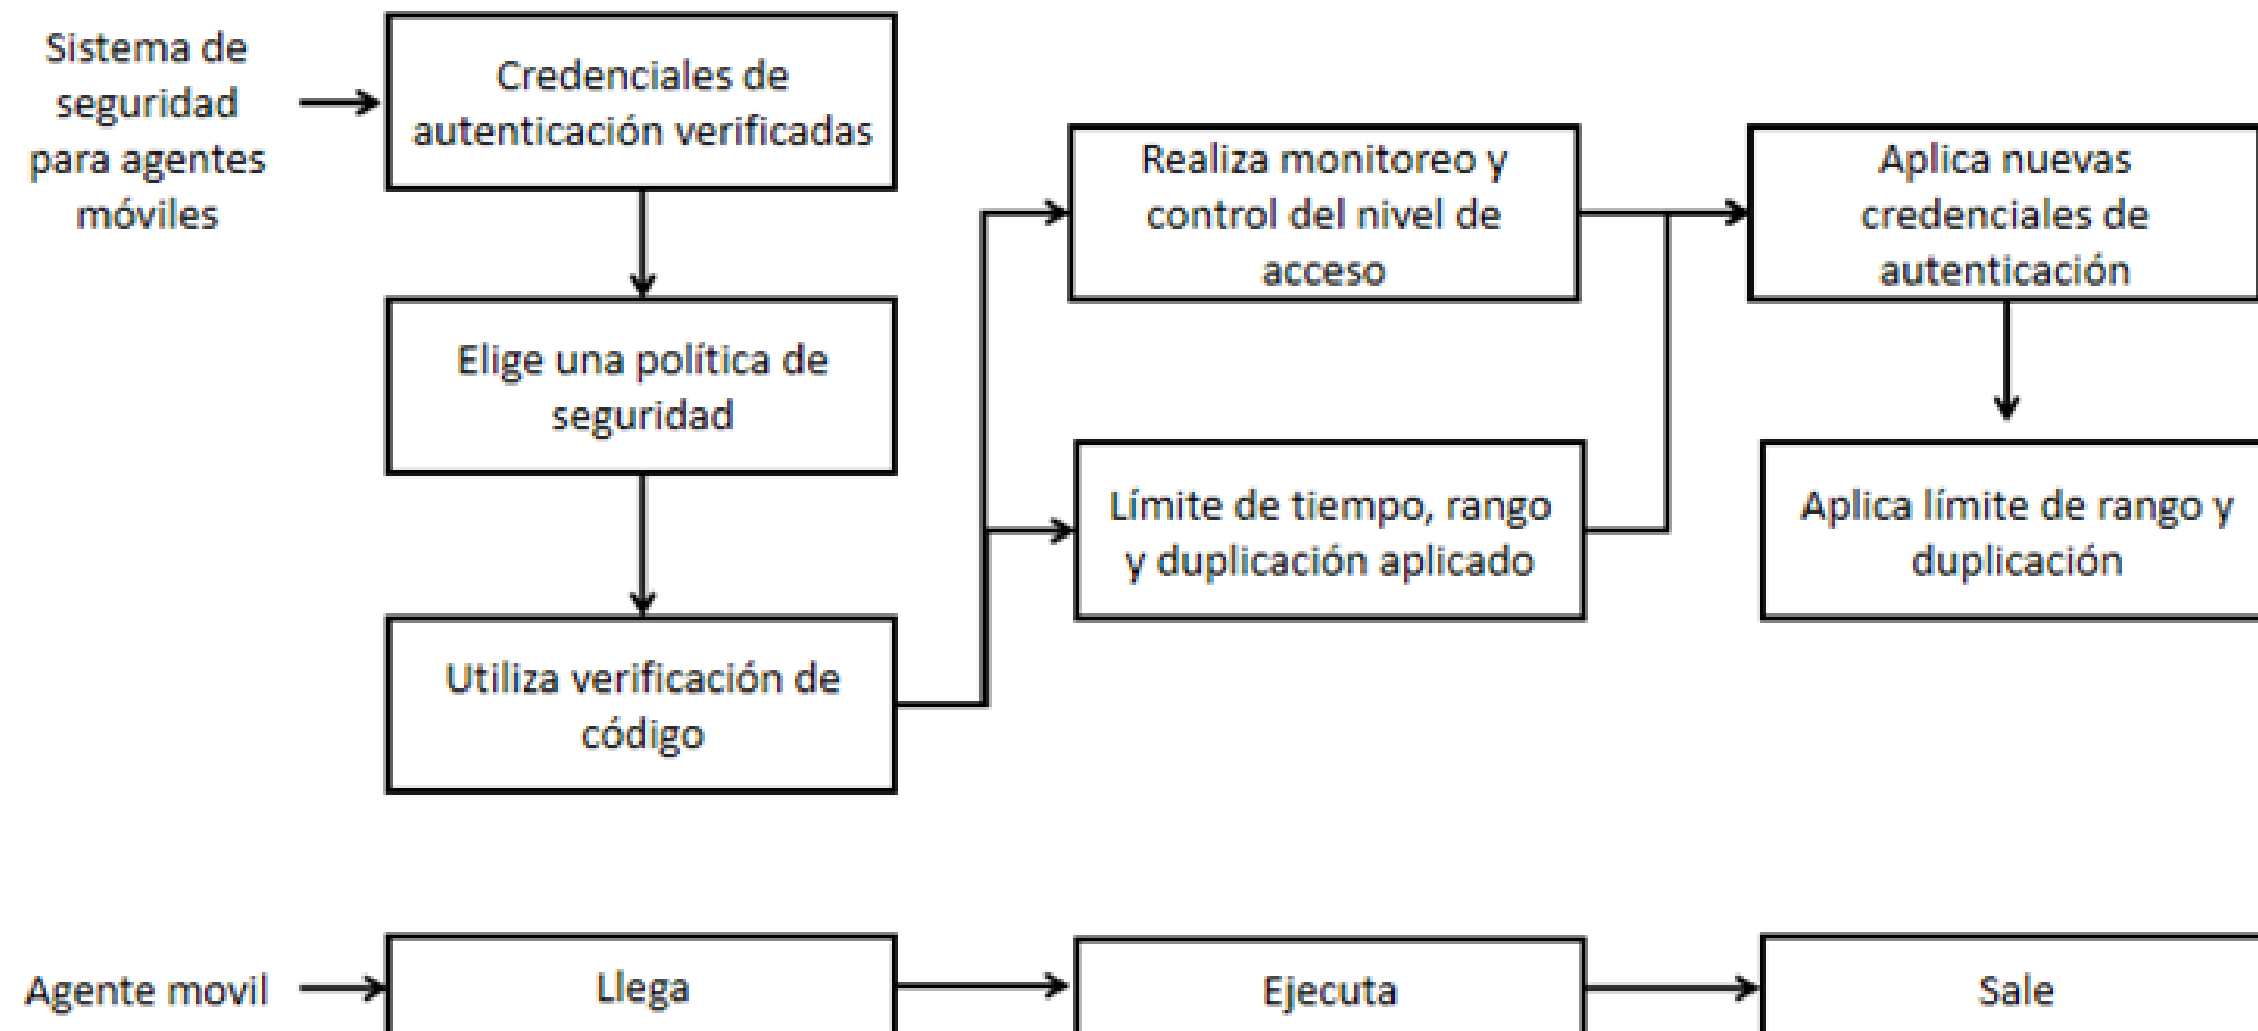 Sistema de
seguridad
para agentes
móviles
Credenciales de
autenticación verificadas
Elige una política de
seguridad
Utiliza verificación de
código
Realiza monitoreo y
control del nivel de
acceso
Límite de tiempo, rango
y duplicación aplicado
Aplica nuevas
credenciales de
autenticación
Aplica límite de rango y
duplicación
Agente movil
Llega
Ejecuta
Sale